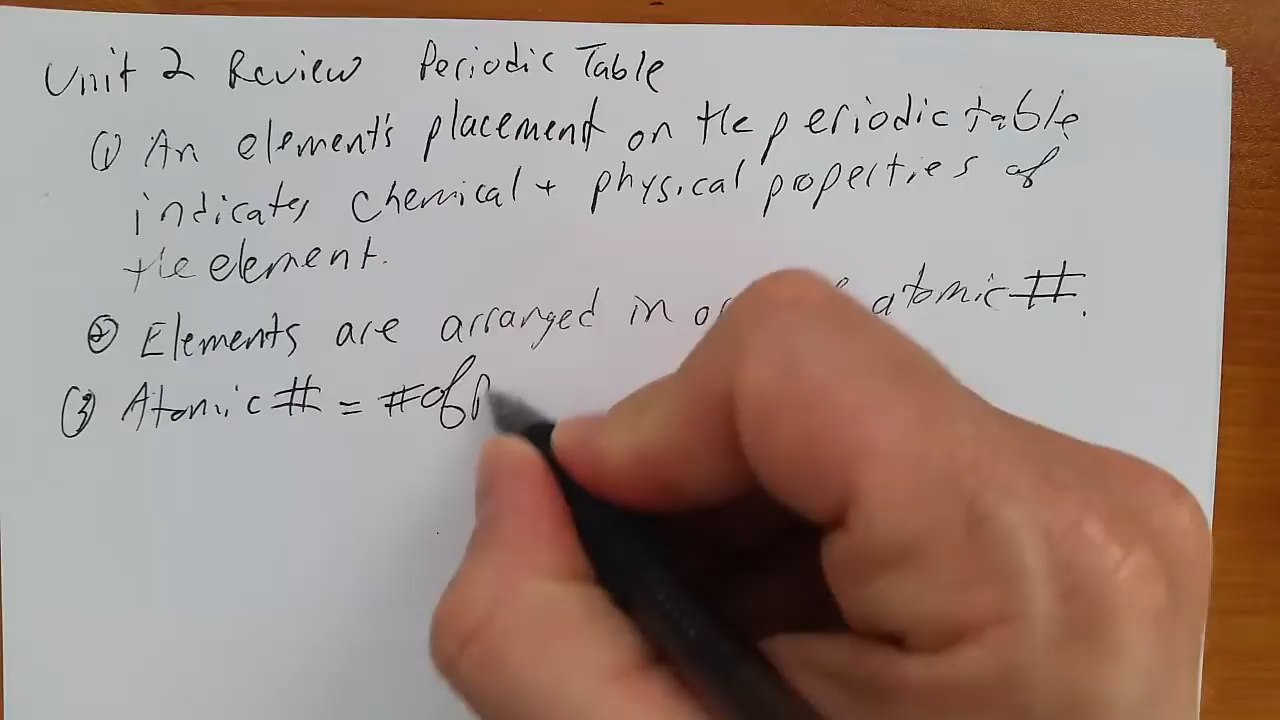 Unit 2 Review Periodic Table
① An element's placement on the periodic table
indicates chemical + physical properties of
the element.
② Elements are arranged in atomic #.
③ Atomic # = # of